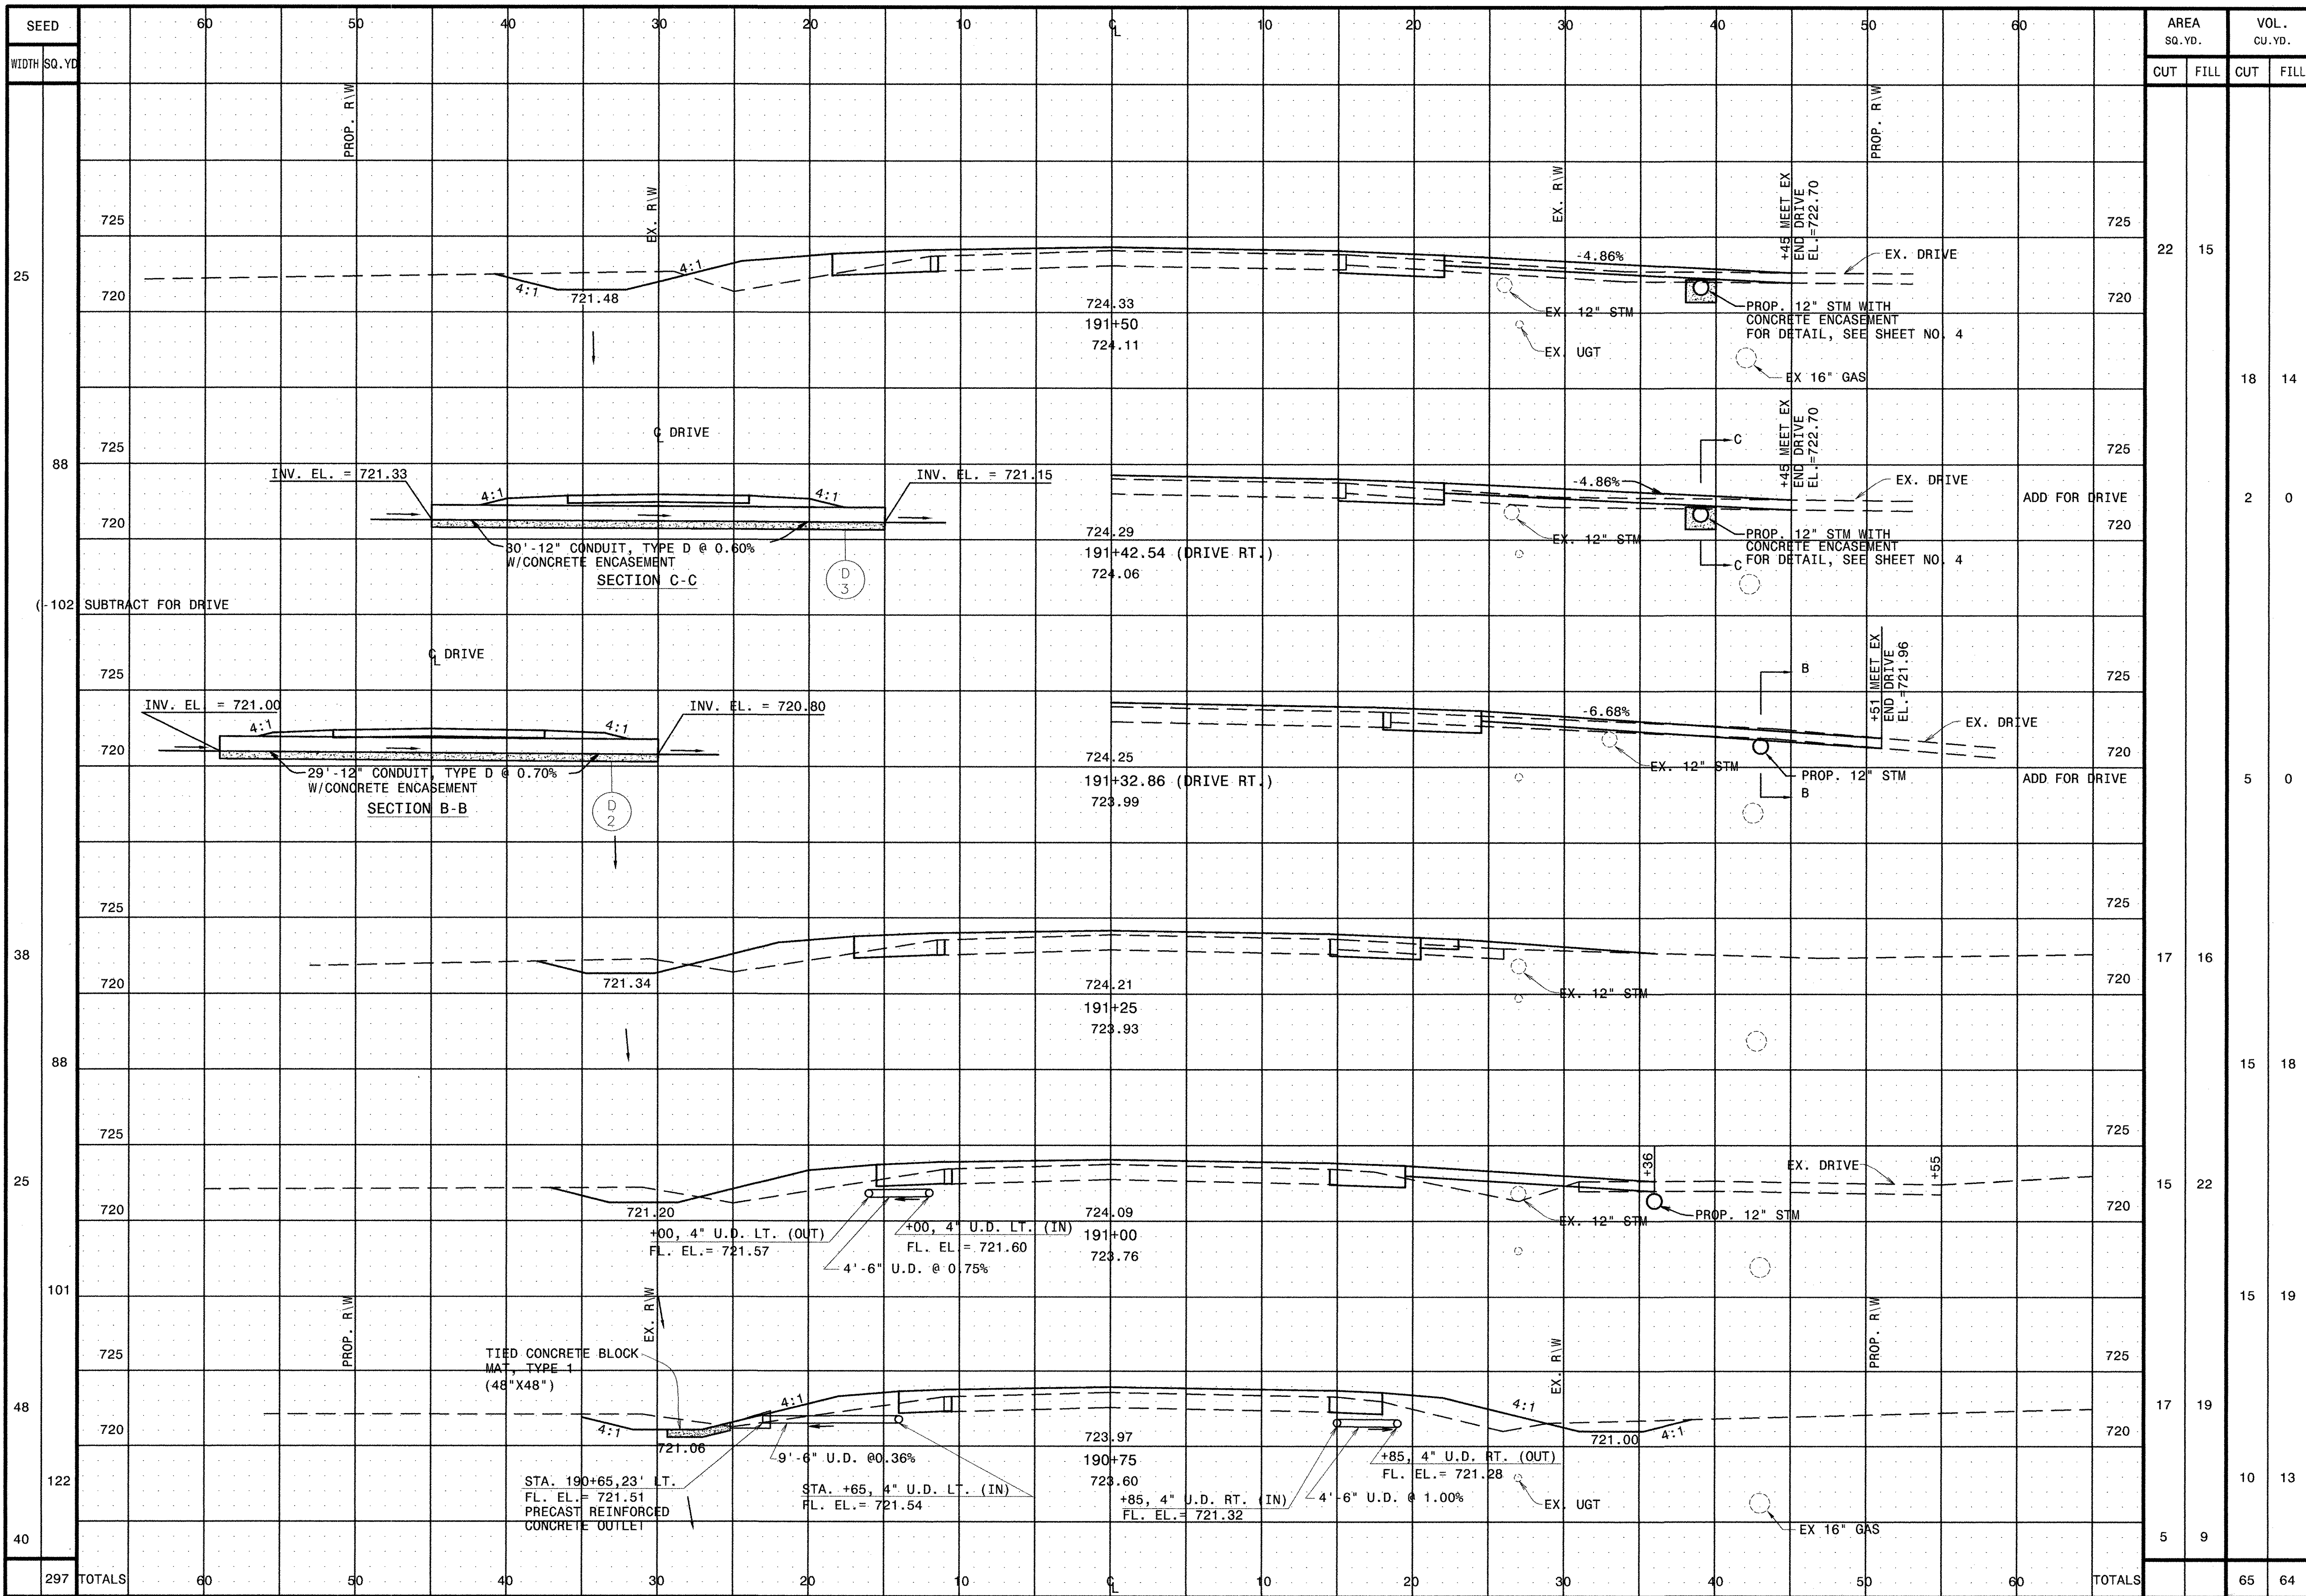 SEED
WIDTH SQ.YD
60 50 40 30 20 10 ℄ 10 20 30 40 50 60
AREA
SQ.YD.
VOL.
CU.YD.
CUT FILL CUT FILL
PROP. R\W
EX. R\W
EX. R\W
PROP. R\W
+45 MEET EX
END DRIVE
EL.=722.70
725
725
25
22 15
4:1
4:1
721.48
-4.86%
EX. DRIVE
720
720
724.33
191+50
724.11
EX. 12" STM
EX. UGT
PROP. 12" STM WITH
CONCRETE ENCASEMENT
FOR DETAIL, SEE SHEET NO. 4
EX 16" GAS
18 14
℄ DRIVE
+45 MEET EX
END DRIVE
EL.=722.70
C
725
725
88
INV. EL. = 721.33
INV. EL. = 721.15
4:1
4:1
-4.86%
EX. DRIVE
ADD FOR DRIVE
2 0
720
720
30'-12" CONDUIT, TYPE D @ 0.60%
W/CONCRETE ENCASEMENT
SECTION C-C
D
3
724.29
191+42.54 (DRIVE RT.)
724.06
EX. 12" STM
PROP. 12" STM WITH
CONCRETE ENCASEMENT
FOR DETAIL, SEE SHEET NO. 4
C
(-102 SUBTRACT FOR DRIVE
℄ DRIVE
+51 MEET EX
END DRIVE
EL.=721.96
B
725
725
INV. EL. = 721.00
INV. EL. = 720.80
4:1
4:1
-6.68%
EX. DRIVE
720
720
29'-12" CONDUIT, TYPE D @ 0.70%
W/CONCRETE ENCASEMENT
SECTION B-B
D
2
724.25
191+32.86 (DRIVE RT.)
723.99
EX. 12" STM
PROP. 12" STM
B
ADD FOR DRIVE
5 0
725
725
38
17 16
721.34
720
720
724.21
191+25
723.93
EX. 12" STM
88
15 18
725
725
+36
EX. DRIVE
+55
25
15 22
721.20
720
720
+00, 4" U.D. LT. (OUT)
FL. EL.= 721.57
+00, 4" U.D. LT. (IN)
FL. EL.= 721.60
4'-6" U.D. @ 0.75%
724.09
191+00
723.76
EX. 12" STM
PROP. 12" STM
101
15 19
PROP. R\W
EX. R\W
EX. R\W
PROP. R\W
725
725
TIED CONCRETE BLOCK
MAT, TYPE 1
(48"X48")
48
17 19
4:1
4:1
4:1
4:1
721.06
721.00
720
720
9'-6" U.D. @0.36%
723.97
190+75
723.60
STA. 190+65,23' LT.
FL. EL.= 721.51
PRECAST REINFORCED
CONCRETE OUTLET
STA. +65, 4" U.D. LT. (IN)
FL. EL.= 721.54
+85, 4" U.D. RT. (IN)
FL. EL.= 721.32
+85, 4" U.D. RT. (OUT)
FL. EL.= 721.28
4'-6" U.D. @ 1.00%
EX. UGT
EX 16" GAS
122
10 13
40
5 9
297 TOTALS
60 50 40 30 20 10 ℄ 10 20 30 40 50 60
TOTALS
65 64